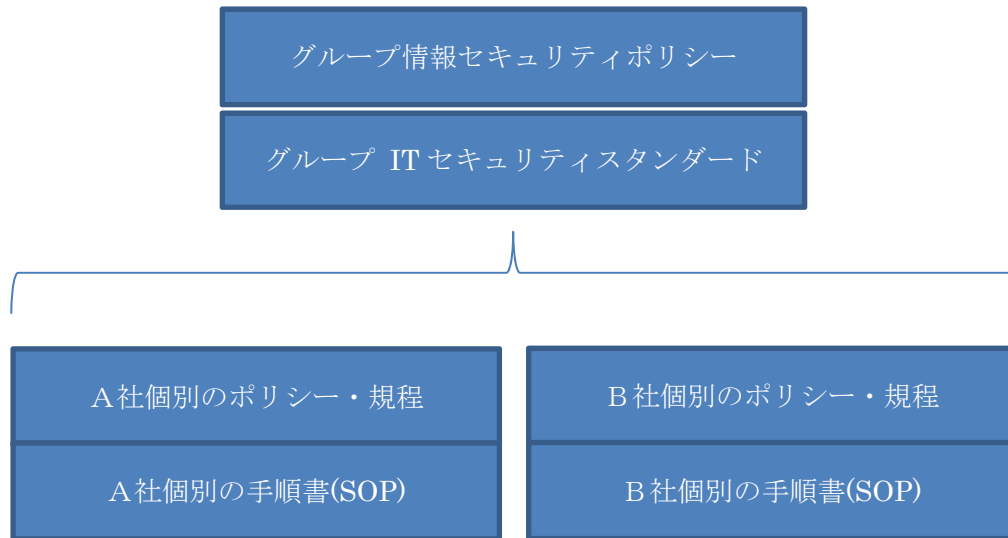 グループ情報セキュリティポリシー
グループ IT セキュリティスタンダード
A社個別のポリシー・規程
B社個別のポリシー・規程
A社個別の手順書(SOP)
B社個別の手順書(SOP)